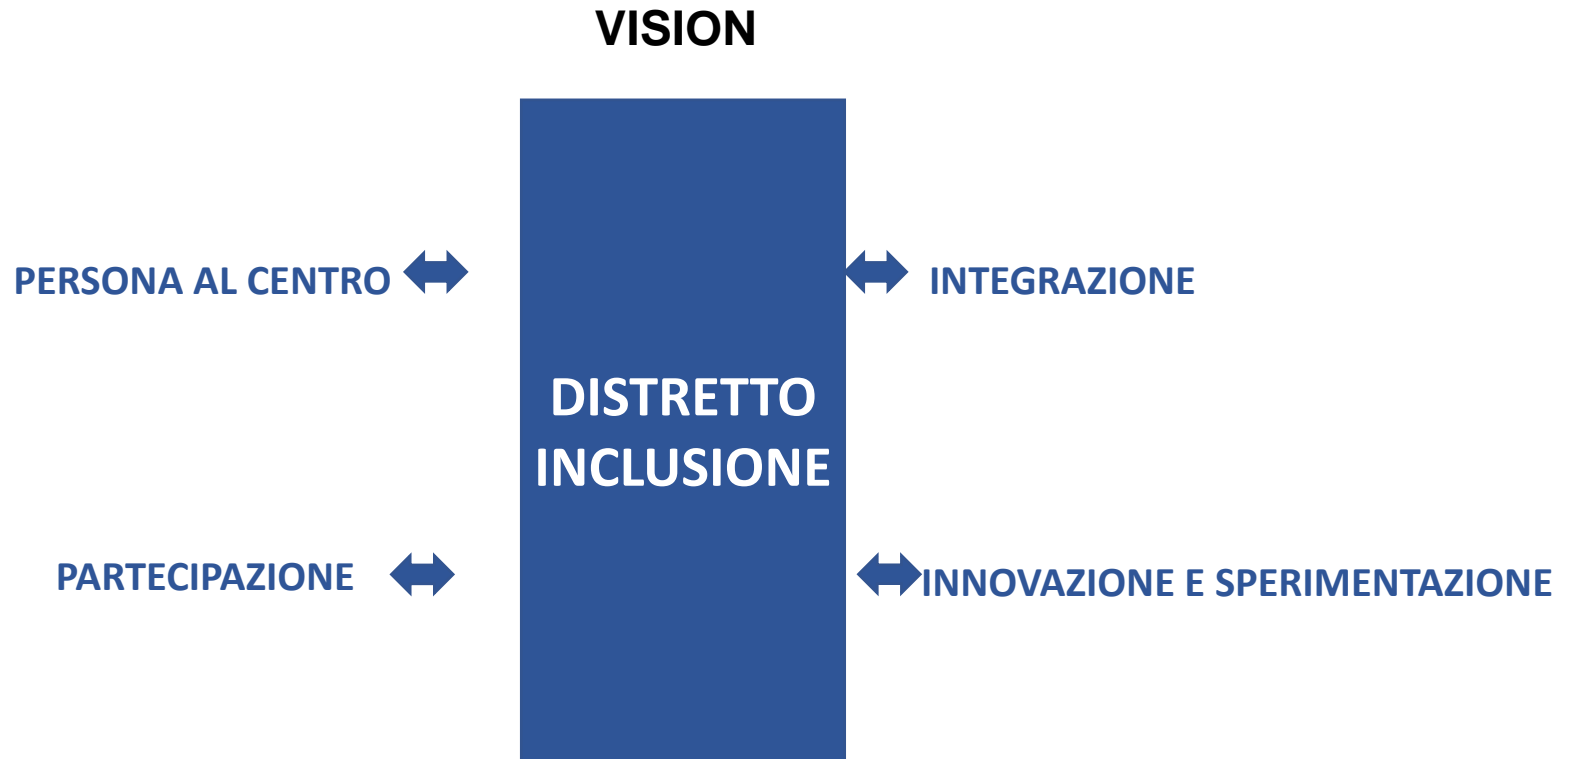 VISION
PERSONA AL CENTRO
INTEGRAZIONE
DISTRETTO
INCLUSIONE
PARTECIPAZIONE
INNOVAZIONE E SPERIMENTAZIONE